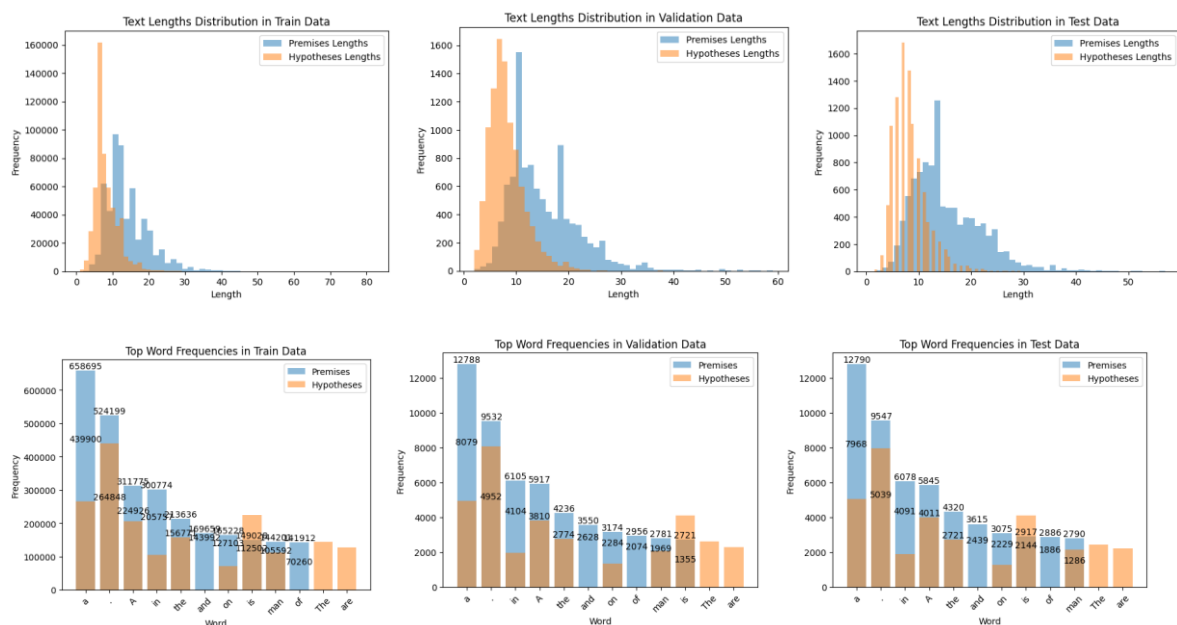 Text Lengths Distribution in Train Data
Premises Lengths
Hypotheses Lengths
Frequency
160000
140000
120000
100000
80000
60000
40000
20000
0
0 10 20 30 40 50 60 70 80
Length
Text Lengths Distribution in Validation Data
Premises Lengths
Hypotheses Lengths
Frequency
1600
1400
1200
1000
800
600
400
200
0
0 10 20 30 40 50 60
Length
Text Lengths Distribution in Test Data
Premises Lengths
Hypotheses Lengths
Frequency
1600
1400
1200
1000
800
600
400
200
0
0 10 20 30 40 50
Length
Top Word Frequencies in Train Data
Premises
Hypotheses
Frequency
600000
500000
400000
300000
200000
100000
0
658695
524199
439900
311775
300774
264848
224926
213636
169659
165228
143992
127103
112502
105592
70260
a . A in the and on is man of The are
Word
Top Word Frequencies in Validation Data
Premises
Hypotheses
Frequency
12000
10000
8000
6000
4000
2000
0
12788
9532
8079
6105
5917
4952
4104
3810
4236
3550
3174
2956
2781
2721
2774
2628
2284
2074
1969
1355
a . in A the and on of man is The are
Word
Top Word Frequencies in Test Data
Premises
Hypotheses
Frequency
12000
10000
8000
6000
4000
2000
0
12790
9547
7968
6078
5845
5039
4091
4011
4320
3615
3075
2917
2886
2790
2721
2439
2229
2144
1886
1286
a . in A the and on is of man The are
Word